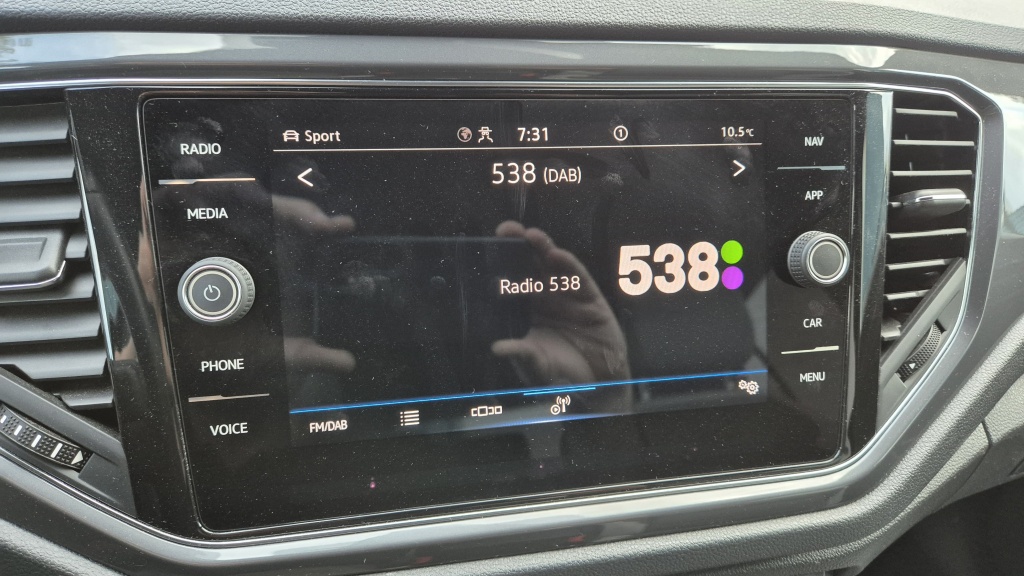 RADIO
MEDIA
PHONE
VOICE
Sport 7:31 1 10.5°C
538 (DAB)
Radio 538
538
FM/DAB
NAV
APP
CAR
MENU